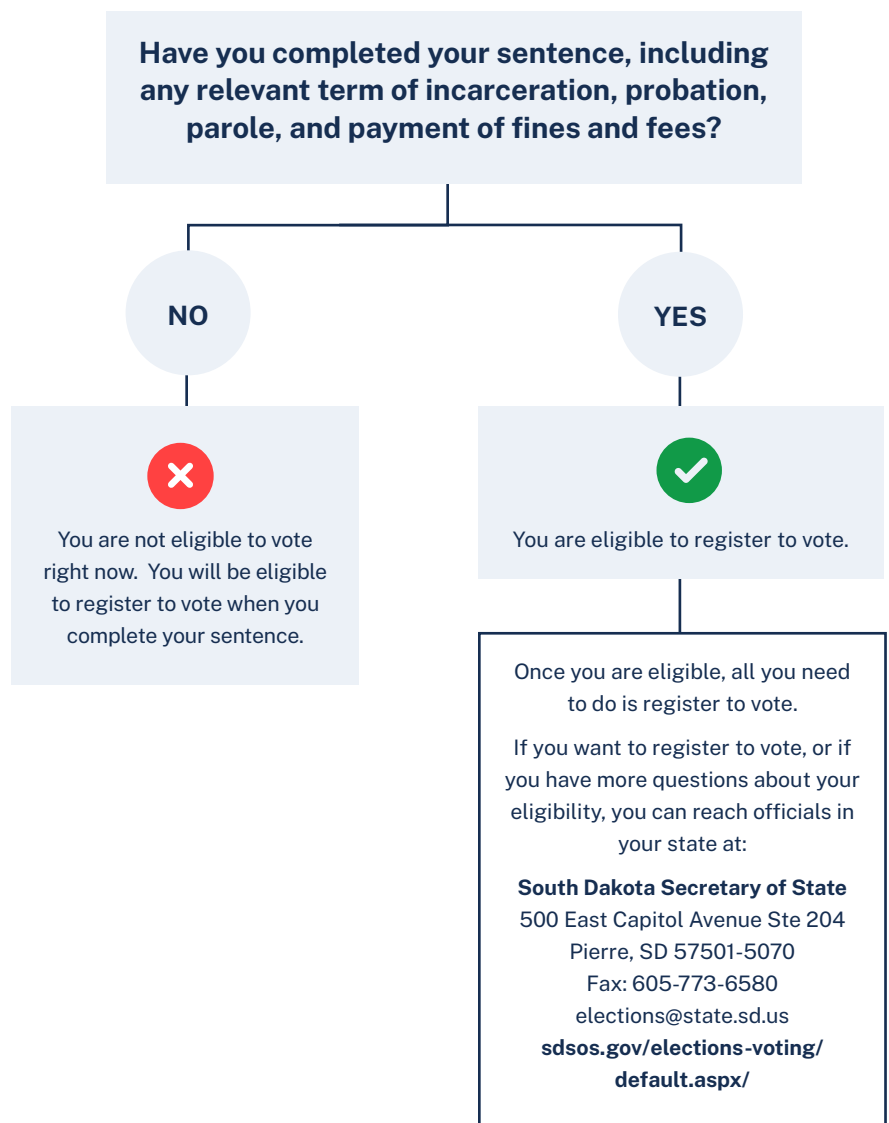 Have you completed your sentence, including
any relevant term of incarceration, probation,
parole, and payment of fines and fees?
NO
YES
You are not eligible to vote
right now.  You will be eligible
to register to vote when you
complete your sentence.
You are eligible to register to vote.
Once you are eligible, all you need
to do is register to vote.
If you want to register to vote, or if
you have more questions about your
eligibility, you can reach officials in
your state at:
South Dakota Secretary of State
500 East Capitol Avenue Ste 204
Pierre, SD 57501-5070
Fax: 605-773-6580
elections@state.sd.us
sdsos.gov/elections-voting/
default.aspx/